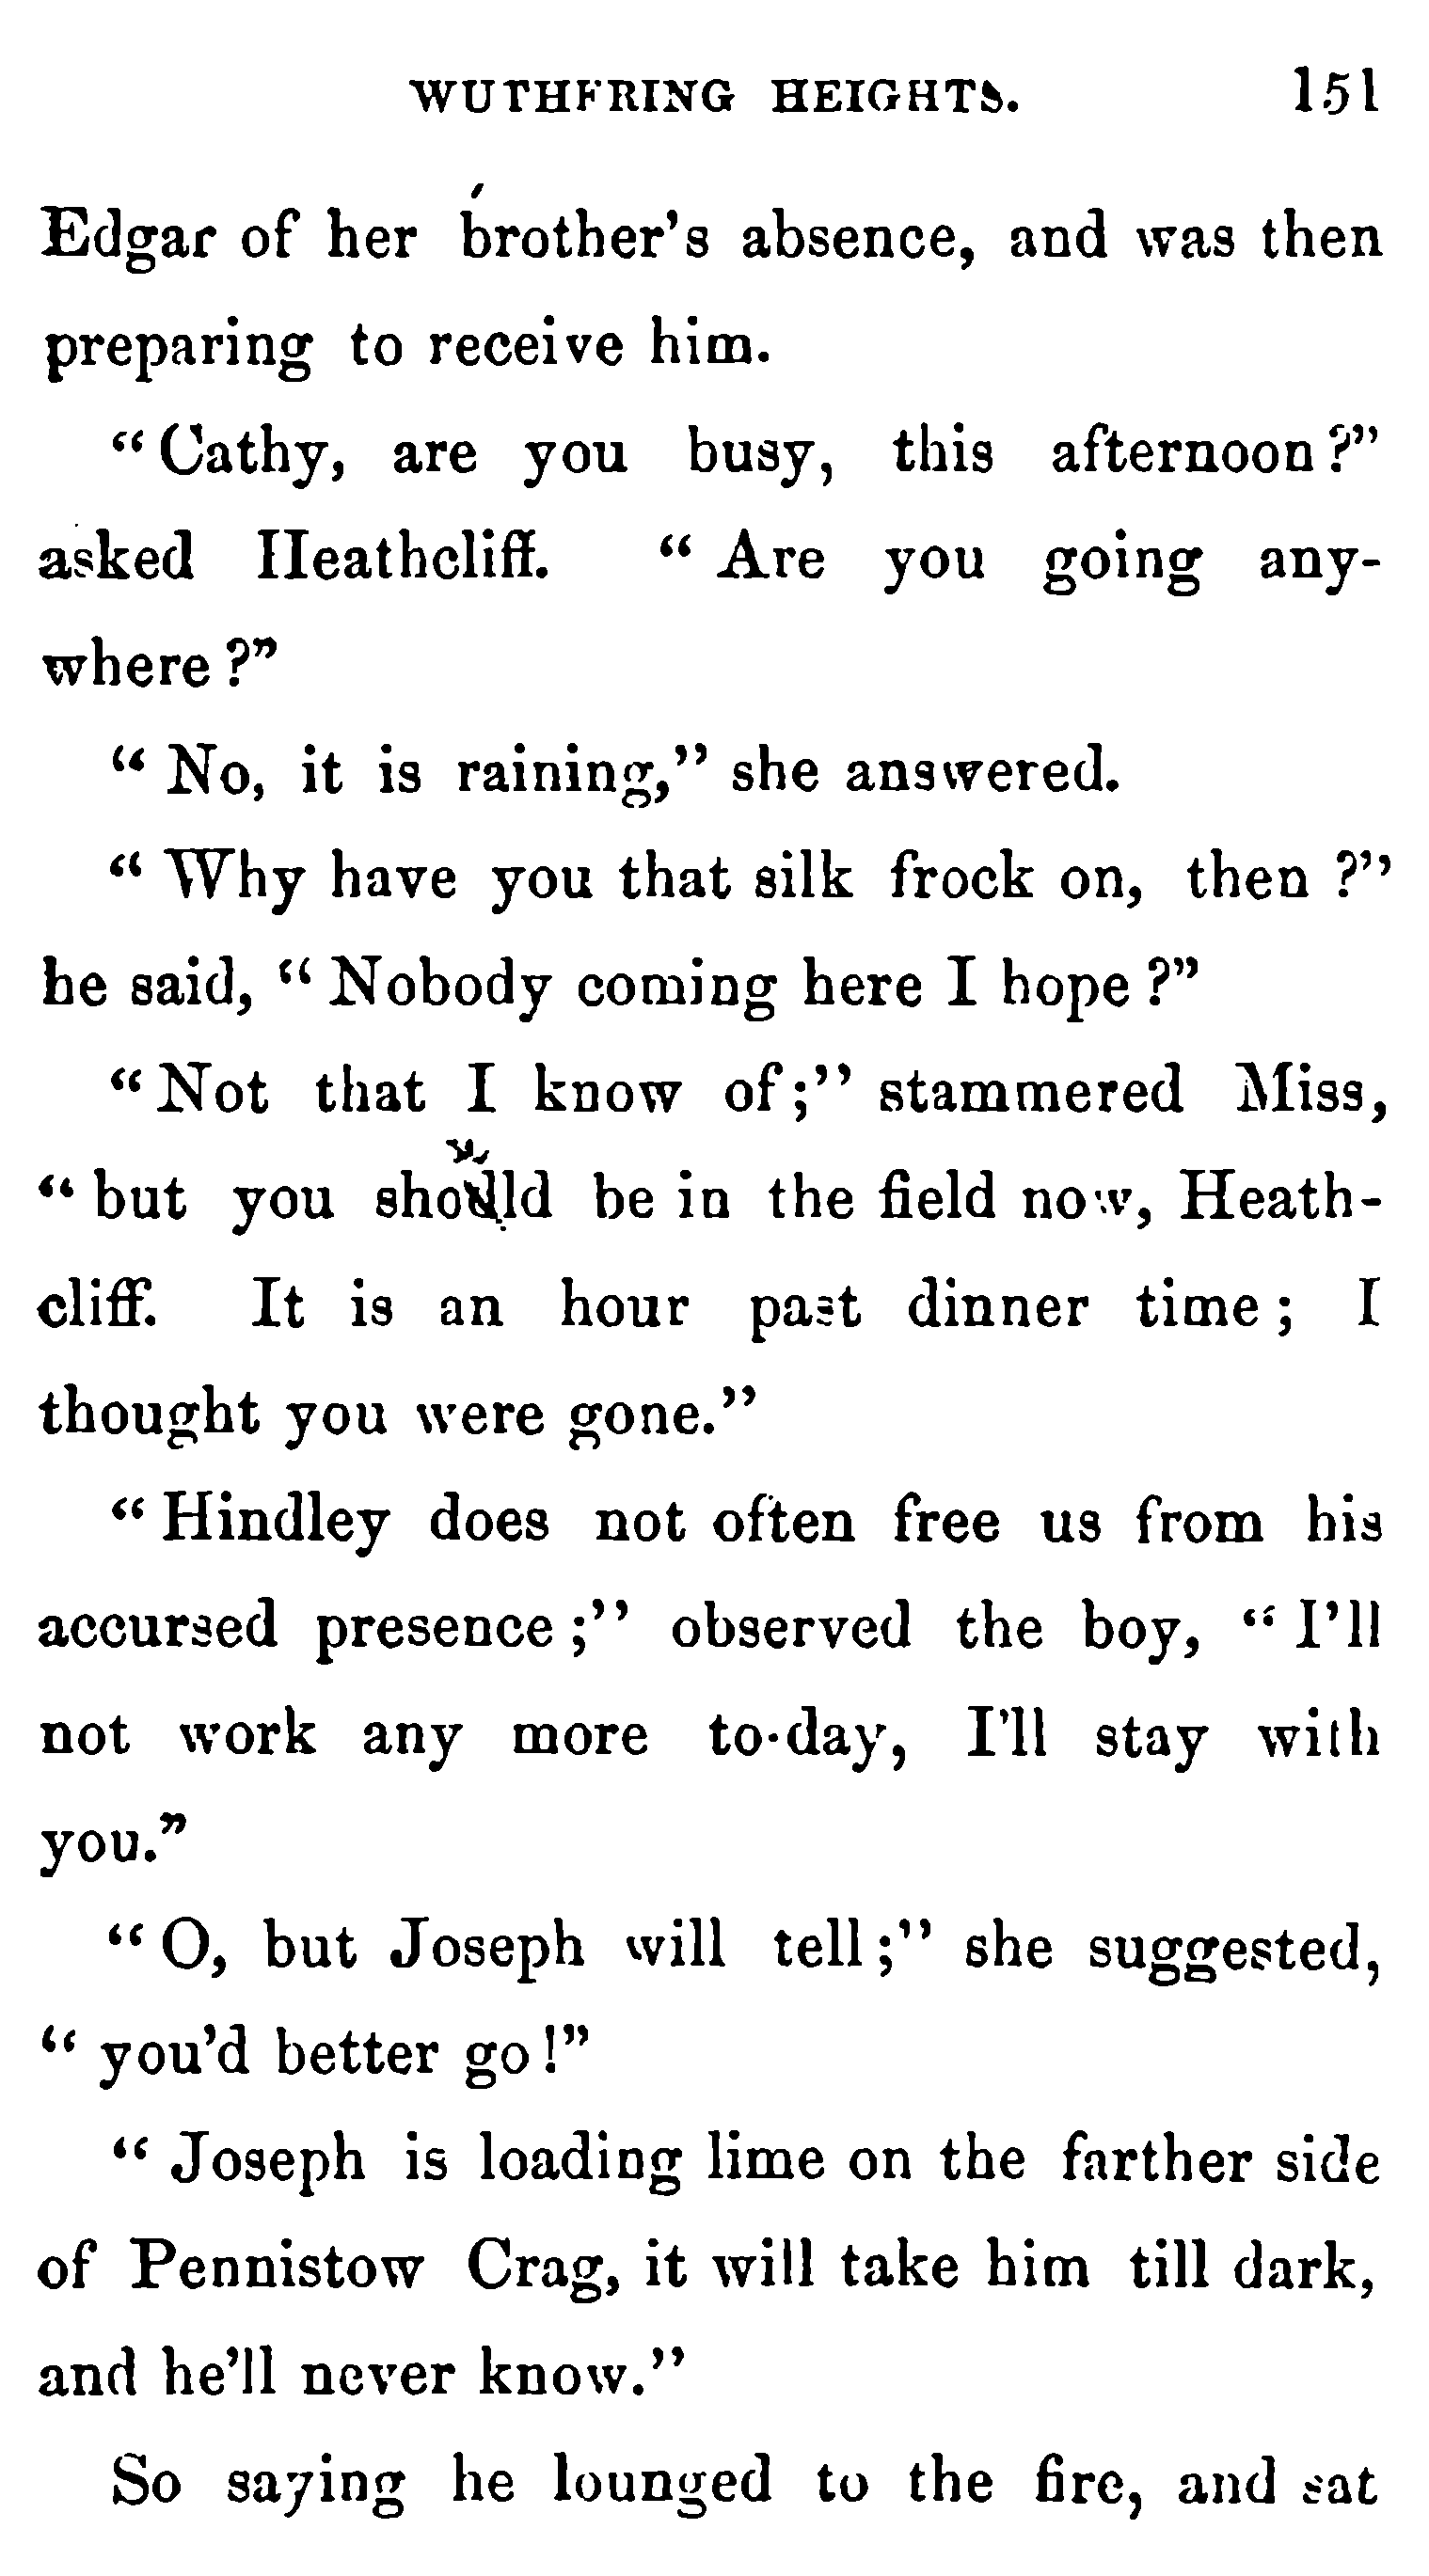 WUTHERING HEIGHTS. 151
Edgar of her brother's absence, and was then
preparing to receive him.
"Cathy, are you busy, this afternoon?"
asked Heathcliff. "Are you going any-
where?"
"No, it is raining," she answered.
"Why have you that silk frock on, then?"
he said, "Nobody coming here I hope?"
"Not that I know of;" stammered Miss,
"but you should be in the field now, Heath-
cliff. It is an hour past dinner time; I
thought you were gone."
"Hindley does not often free us from his
accursed presence;" observed the boy, "I'll
not work any more to-day, I'll stay with
you."
"O, but Joseph will tell;" she suggested,
"you'd better go!"
"Joseph is loading lime on the farther side
of Pennistow Crag, it will take him till dark,
and he'll never know."
So saying he lounged to the fire, and sat